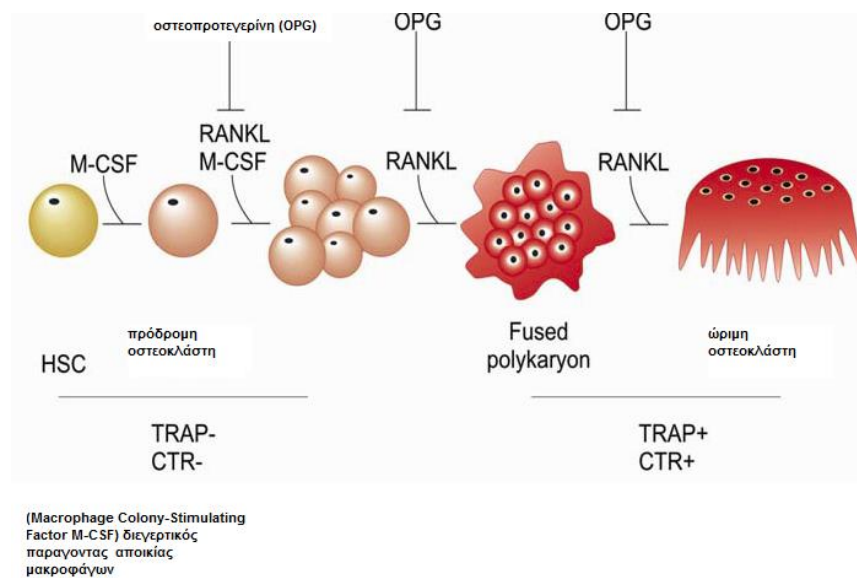 οστεοπροτεγερίνη (OPG)
OPG
OPG
RANKL
M-CSF
M-CSF
RANKL
RANKL
πρόδρομη
οστεοκλάστη
HSC
Fused
polykaryon
ώριμη
οστεοκλάστη
TRAP-
CTR-
TRAP+
CTR+
(Macrophage Colony-Stimulating
Factor M-CSF) διεγερτικός
παραγοντας αποικίας
μακροφάγων